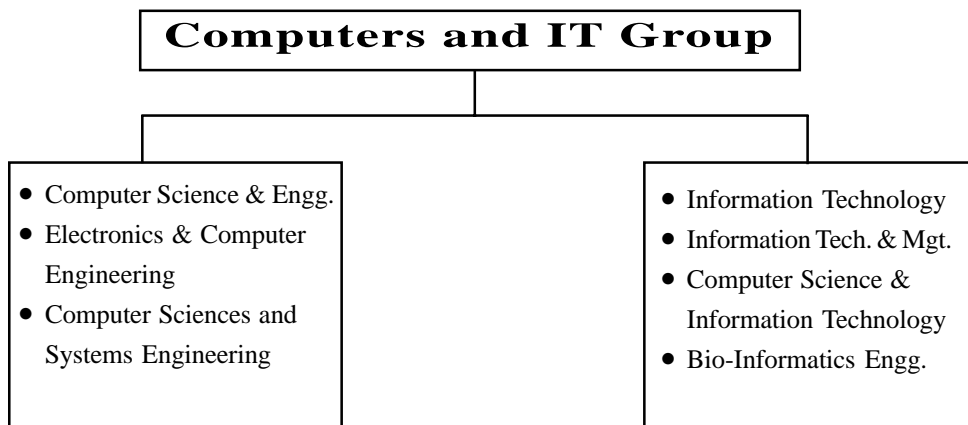 Computers and IT Group
• Computer Science & Engg.
• Electronics & Computer
Engineering
• Computer Sciences and
Systems Engineering
• Information Technology
• Information Tech. & Mgt.
• Computer Science &
Information Technology
• Bio-Informatics Engg.